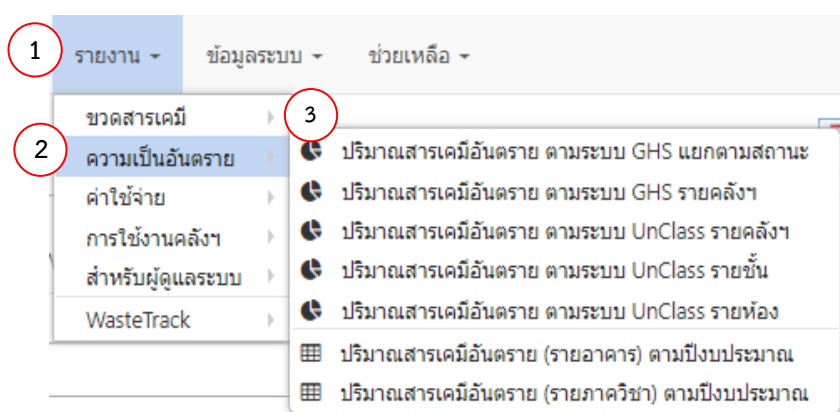 1 รายงาน ข้อมูลระบบ ช่วยเหลือ
ขวดสารเคมี 3
2 ความเป็นอันตราย
ค่าใช้จ่าย
การใช้งานคลังฯ
สำหรับผู้ดูแลระบบ
WasteTrack
ปริมาณสารเคมีอันตราย ตามระบบ GHS แยกตามสถานะ
ปริมาณสารเคมีอันตราย ตามระบบ GHS รายคลังฯ
ปริมาณสารเคมีอันตราย ตามระบบ UnClass รายคลังฯ
ปริมาณสารเคมีอันตราย ตามระบบ UnClass รายชั้น
ปริมาณสารเคมีอันตราย ตามระบบ UnClass รายห้อง
ปริมาณสารเคมีอันตราย (รายอาคาร) ตามปีงบประมาณ
ปริมาณสารเคมีอันตราย (รายภาควิชา) ตามปีงบประมาณ